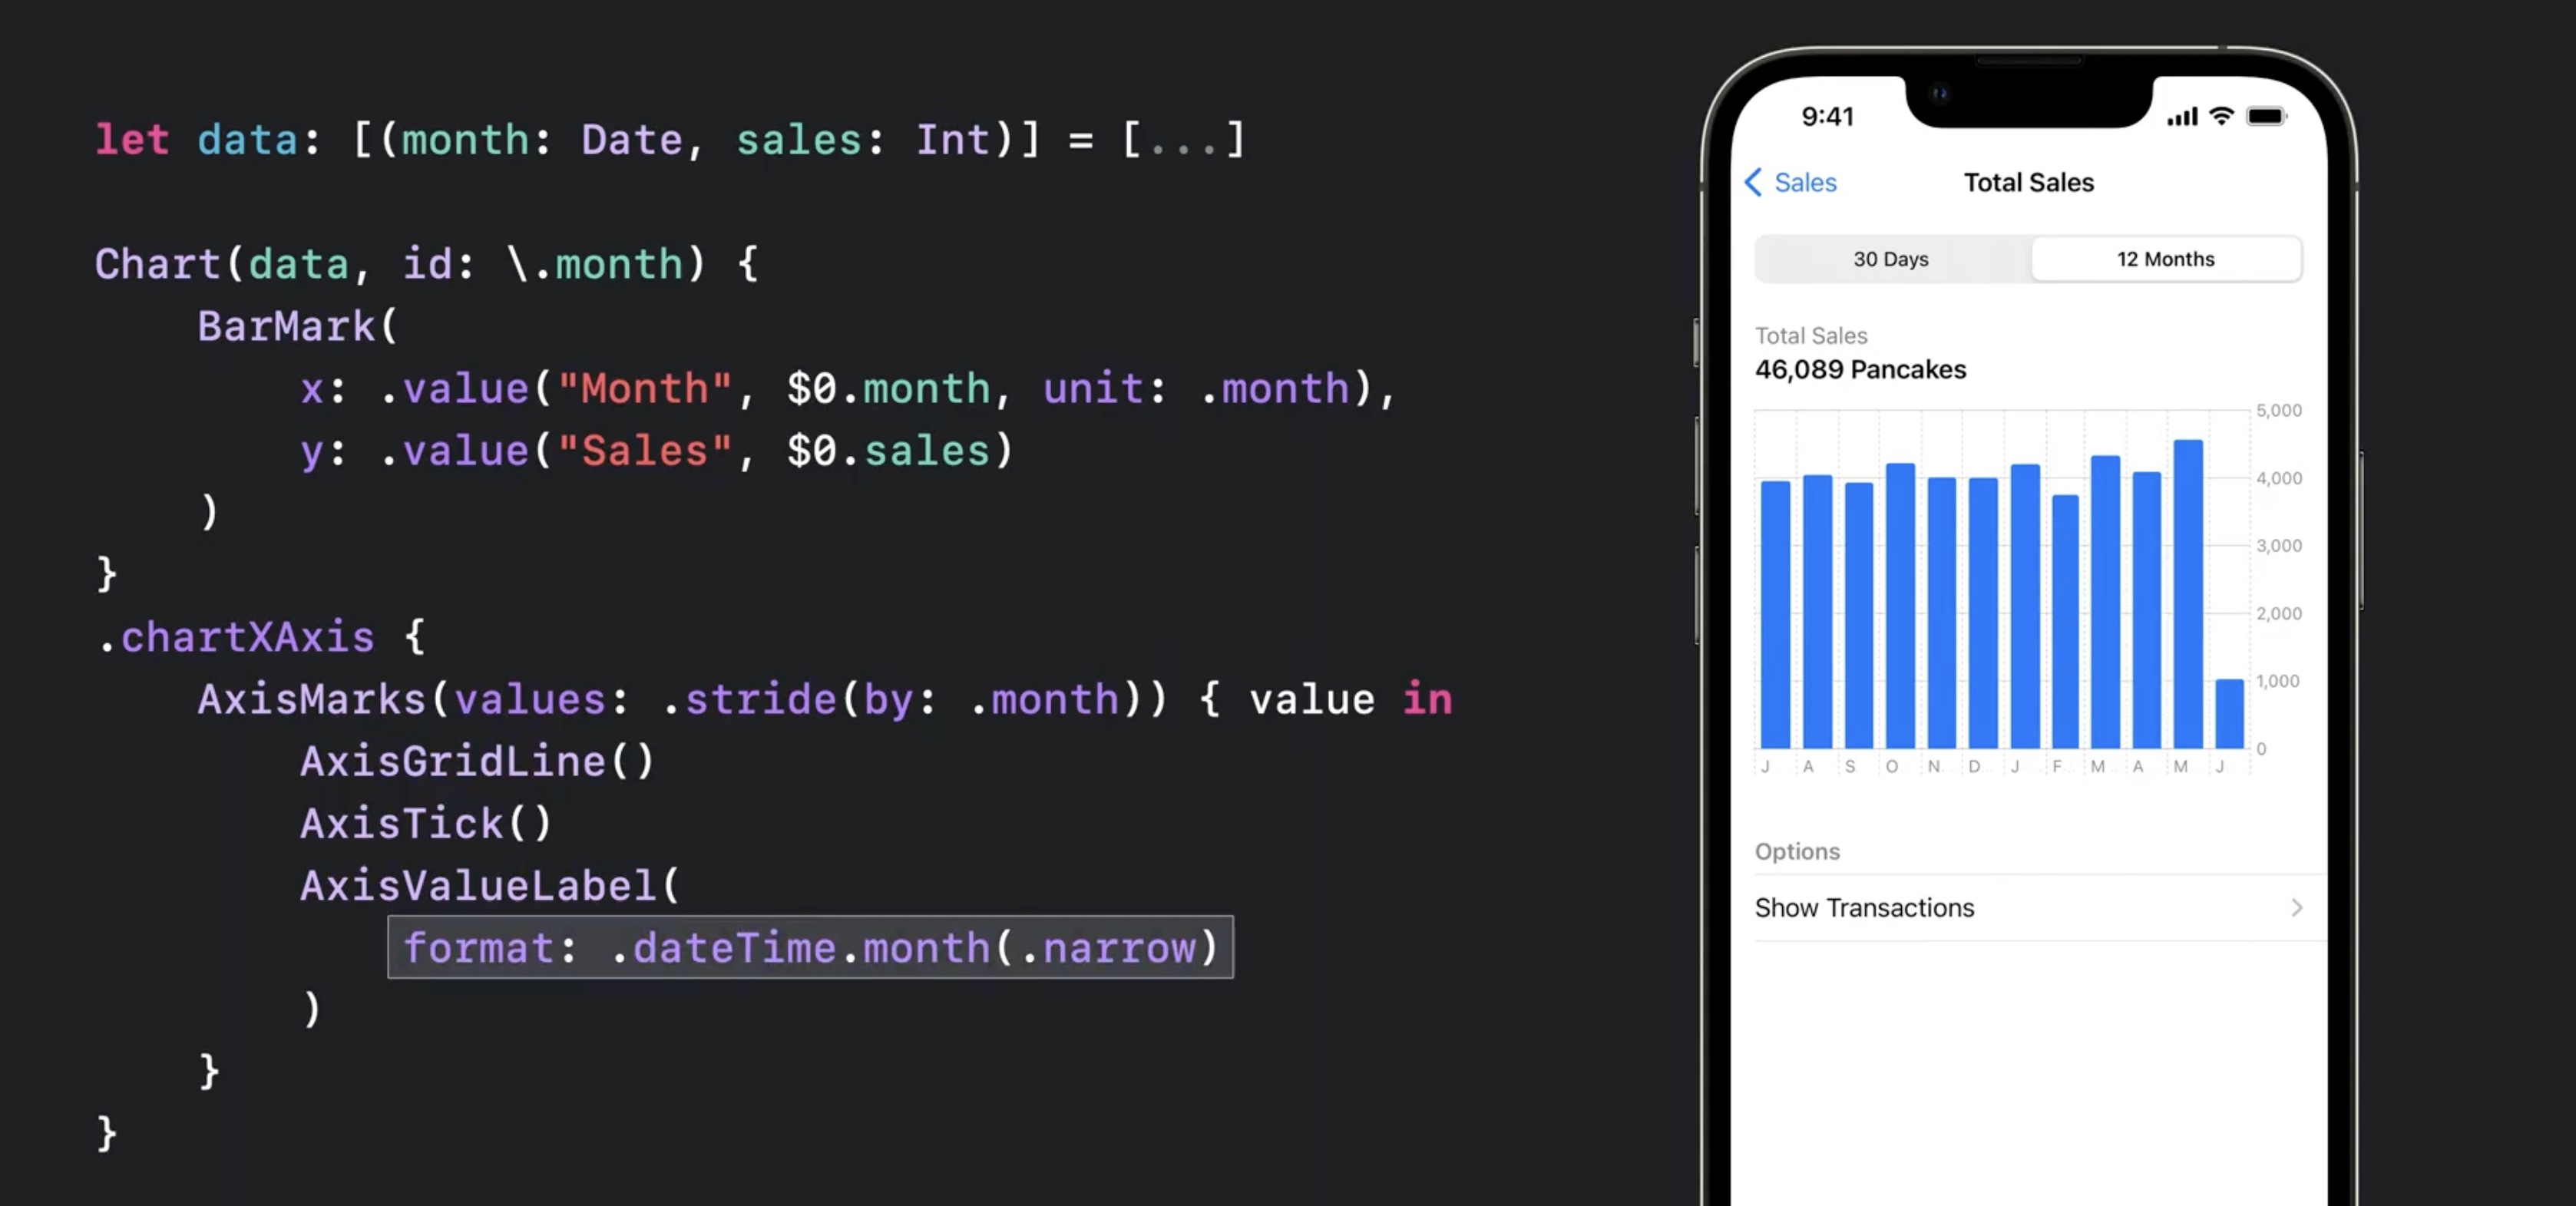 let data: [(month: Date, sales: Int)] = [...]
Chart(data, id: \.month) {
    BarMark(
        x: .value("Month", $0.month, unit: .month),
        y: .value("Sales", $0.sales)
    )
}
.chartXAxis {
    AxisMarks(values: .stride(by: .month)) { value in
        AxisGridLine()
        AxisTick()
        AxisValueLabel(
            format: .dateTime.month(.narrow)
        )
    }
}
9:41
Sales
Total Sales
30 Days
12 Months
Total Sales
46,089 Pancakes
5,000
4,000
3,000
2,000
1,000
0
J A S O N D J F M A M J
Options
Show Transactions